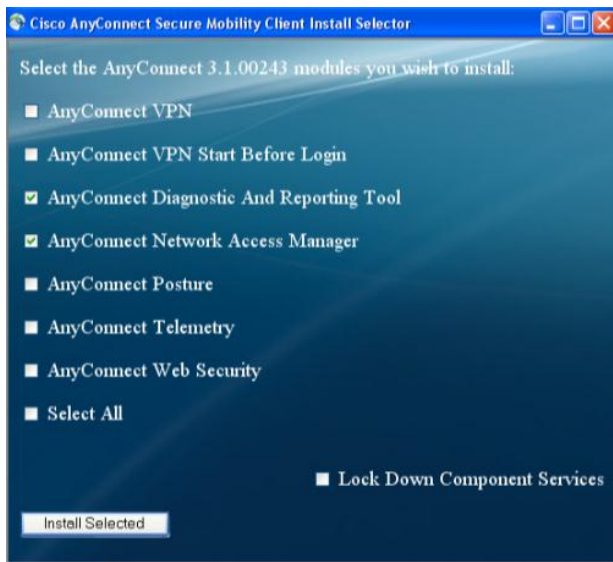 Cisco AnyConnect Secure Mobility Client Install Selector
Select the AnyConnect 3.1.00243 modules you wish to install:
AnyConnect VPN
AnyConnect VPN Start Before Login
AnyConnect Diagnostic And Reporting Tool
AnyConnect Network Access Manager
AnyConnect Posture
AnyConnect Telemetry
AnyConnect Web Security
Select All
Lock Down Component Services
Install Selected